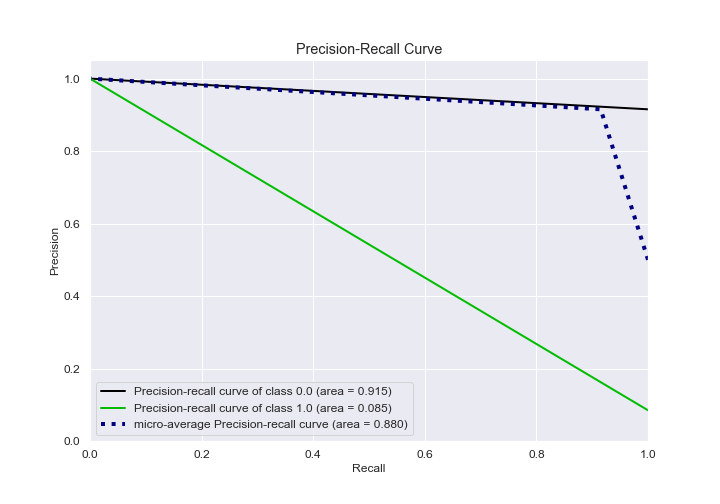 Precision-Recall Curve
1.0
0.8
0.6
0.4
0.2
0.0
Precision
Precision-recall curve of class 0.0 (area = 0.915)
Precision-recall curve of class 1.0 (area = 0.085)
micro-average Precision-recall curve (area = 0.880)
0.0 0.2 0.4 0.6 0.8 1.0
Recall